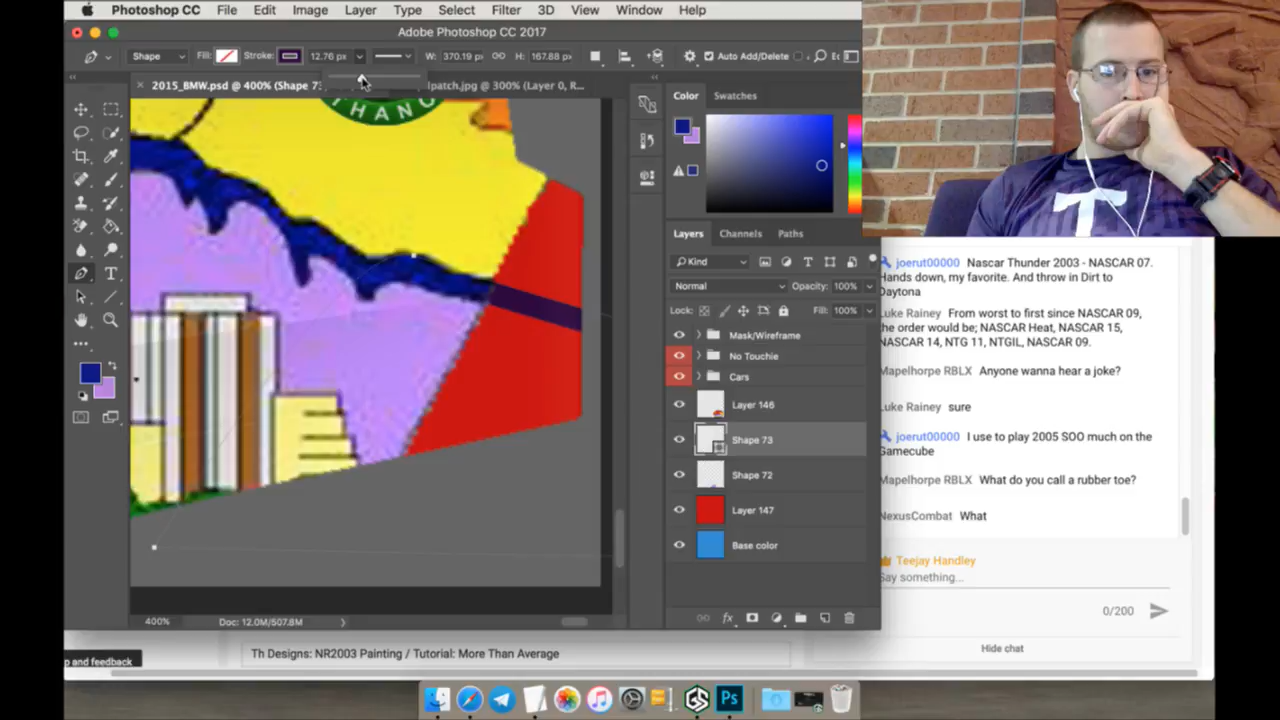 Photoshop CC File Edit Image Layer Type Select Filter 3D View Window Help
Adobe Photoshop CC 2017
Shape Fill: Stroke: 12.76 px W: 370.19 px H: 167.88 px Auto Add/Delete
2015_BMW.psd @ 400% (Shape 73 lpatch.jpg @ 300% (Layer 0, R...
THANO
Color Swatches
Layers Channels Paths
Kind
Normal Opacity: 100%
Lock: Fill: 100%
Mask/Wireframe
No Touchie
Cars
Layer 146
Shape 73
Shape 72
Layer 147
Base color
400% Doc: 12.0M/507.8M
T
joerut00000 Nascar Thunder 2003 - NASCAR 07.
Hands down, my favorite. And throw in Dirt to
Daytona
Luke Rainey From worst to first since NASCAR 09,
the order would be; NASCAR Heat, NASCAR 15,
NASCAR 14, NTG 11, NTGIL, NASCAR 09.
Mapelhorpe RBLX Anyone wanna hear a joke?
Luke Rainey sure
joerut00000 I use to play 2005 SOO much on the
Gamecube
Mapelhorpe RBLX What do you call a rubber toe?
NexusCombat What
Teejay Handley
Say something...
0/200
Hide chat
p and feedback
Th Designs: NR2003 Painting / Tutorial: More Than Average
Ps